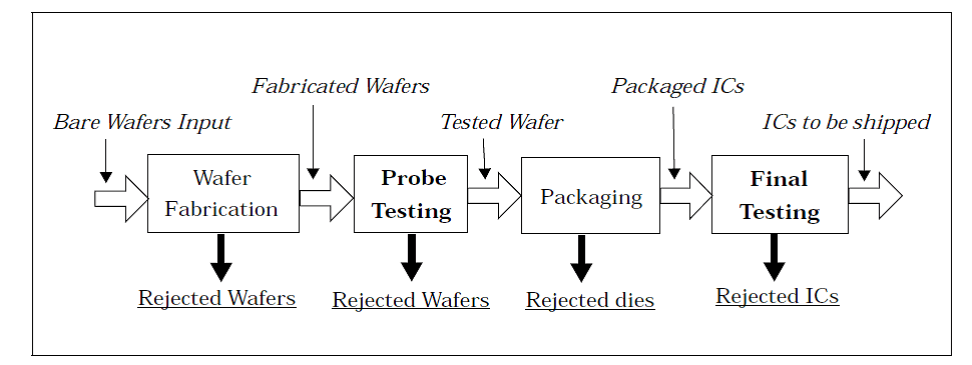 Fabricated Wafers
Packaged ICs
Bare Wafers Input
Tested Wafer
ICs to be shipped
Wafer
Fabrication
Probe
Testing
Packaging
Final
Testing
Rejected Wafers
Rejected Wafers
Rejected dies
Rejected ICs